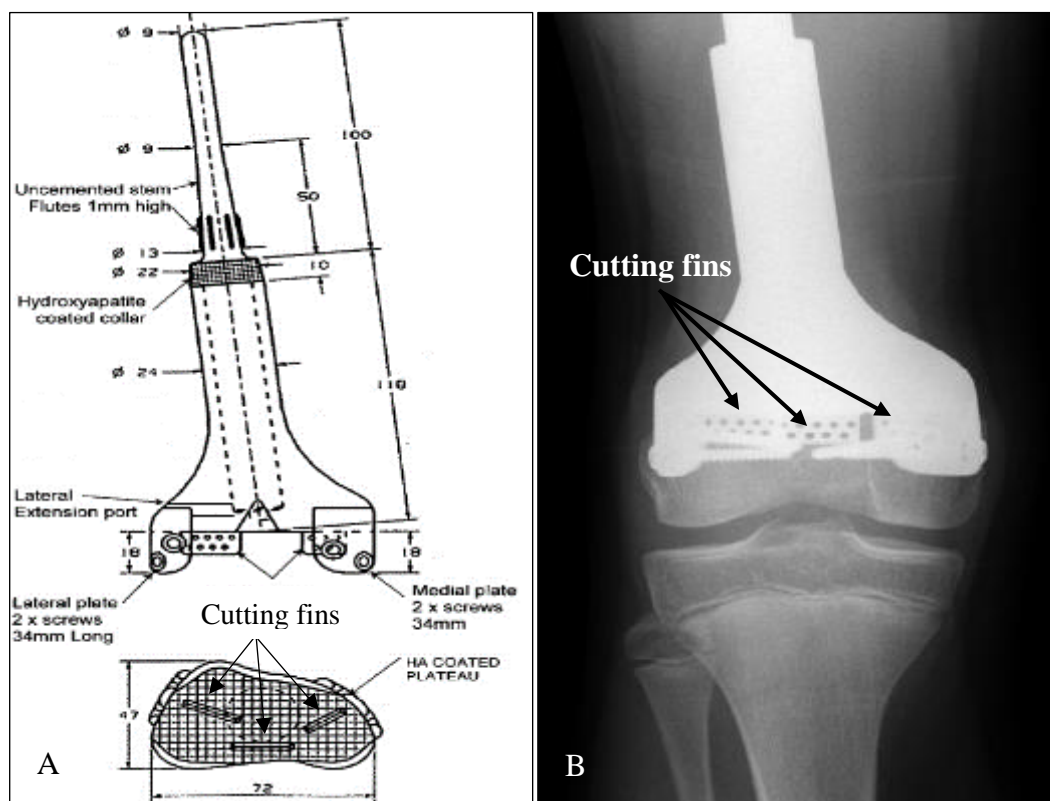 Ø 9
Ø 9
100
Uncemented stem
Flutes 1mm high
50
Ø 13
10
Ø 22
Hydroxyapatite
coated collar
Ø 24
118
Lateral
Extension port
18
18
Lateral plate
2 x screws
34mm Long
Medial plate
2 x screws
34mm
Cutting fins
HA COATED
PLATEAU
47
72
A
Cutting fins
B